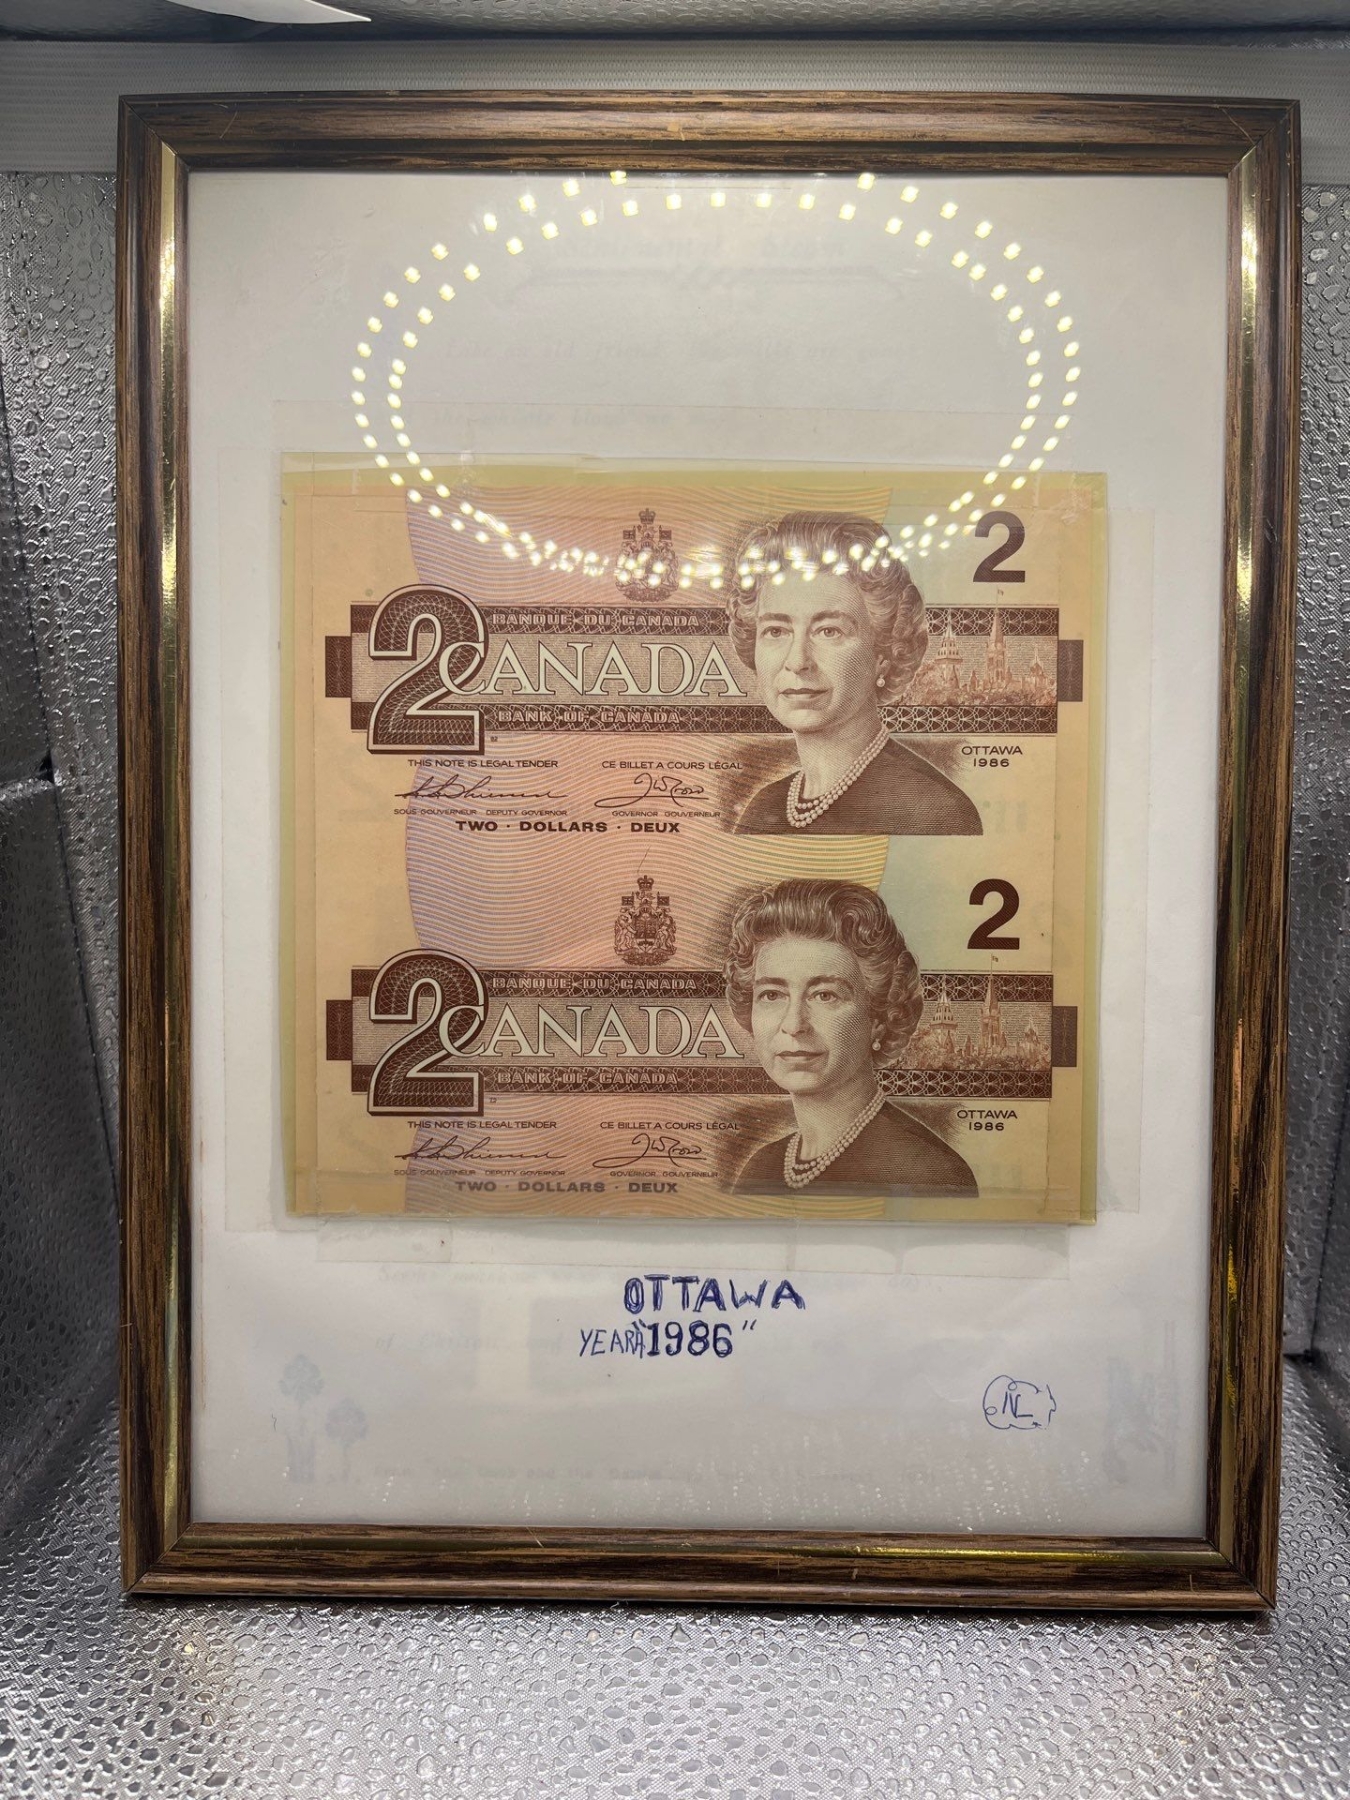 2
BANQUE DU CANADA
2 CANADA
BANK OF CANADA
OTTAWA
1986
THIS NOTE IS LEGAL TENDER CE BILLET A COURS LÉGAL
SOUS-GOUVERNEUR DEPUTY GOVERNOR GOVERNOR GOUVERNEUR
TWO · DOLLARS · DEUX
2
BANQUE DU CANADA
2 CANADA
BANK OF CANADA
OTTAWA
1986
THIS NOTE IS LEGAL TENDER CE BILLET A COURS LÉGAL
SOUS-GOUVERNEUR DEPUTY GOVERNOR GOVERNOR GOUVERNEUR
TWO · DOLLARS · DEUX
OTTAWA
YEAR "1986"
NL